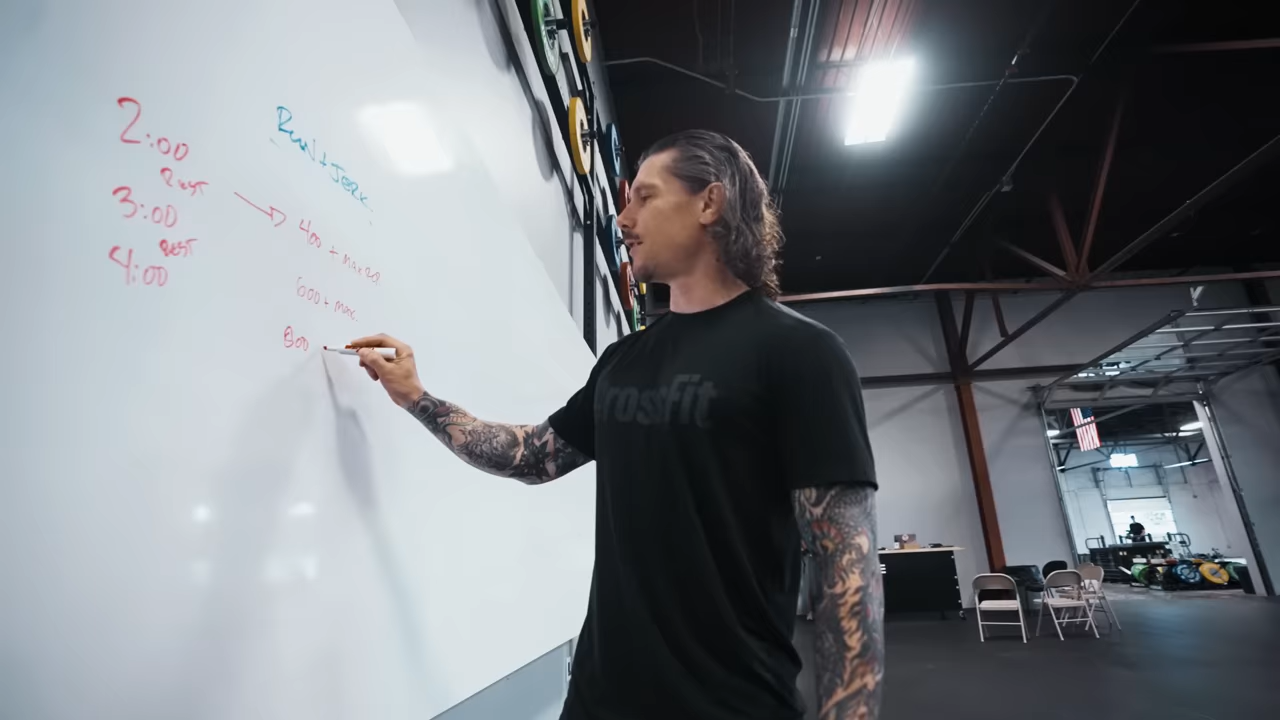 2:00
REST
3:00
REST
4:00
RUN + JERK
400 + MAX
600 + MAX
800
CrossFit